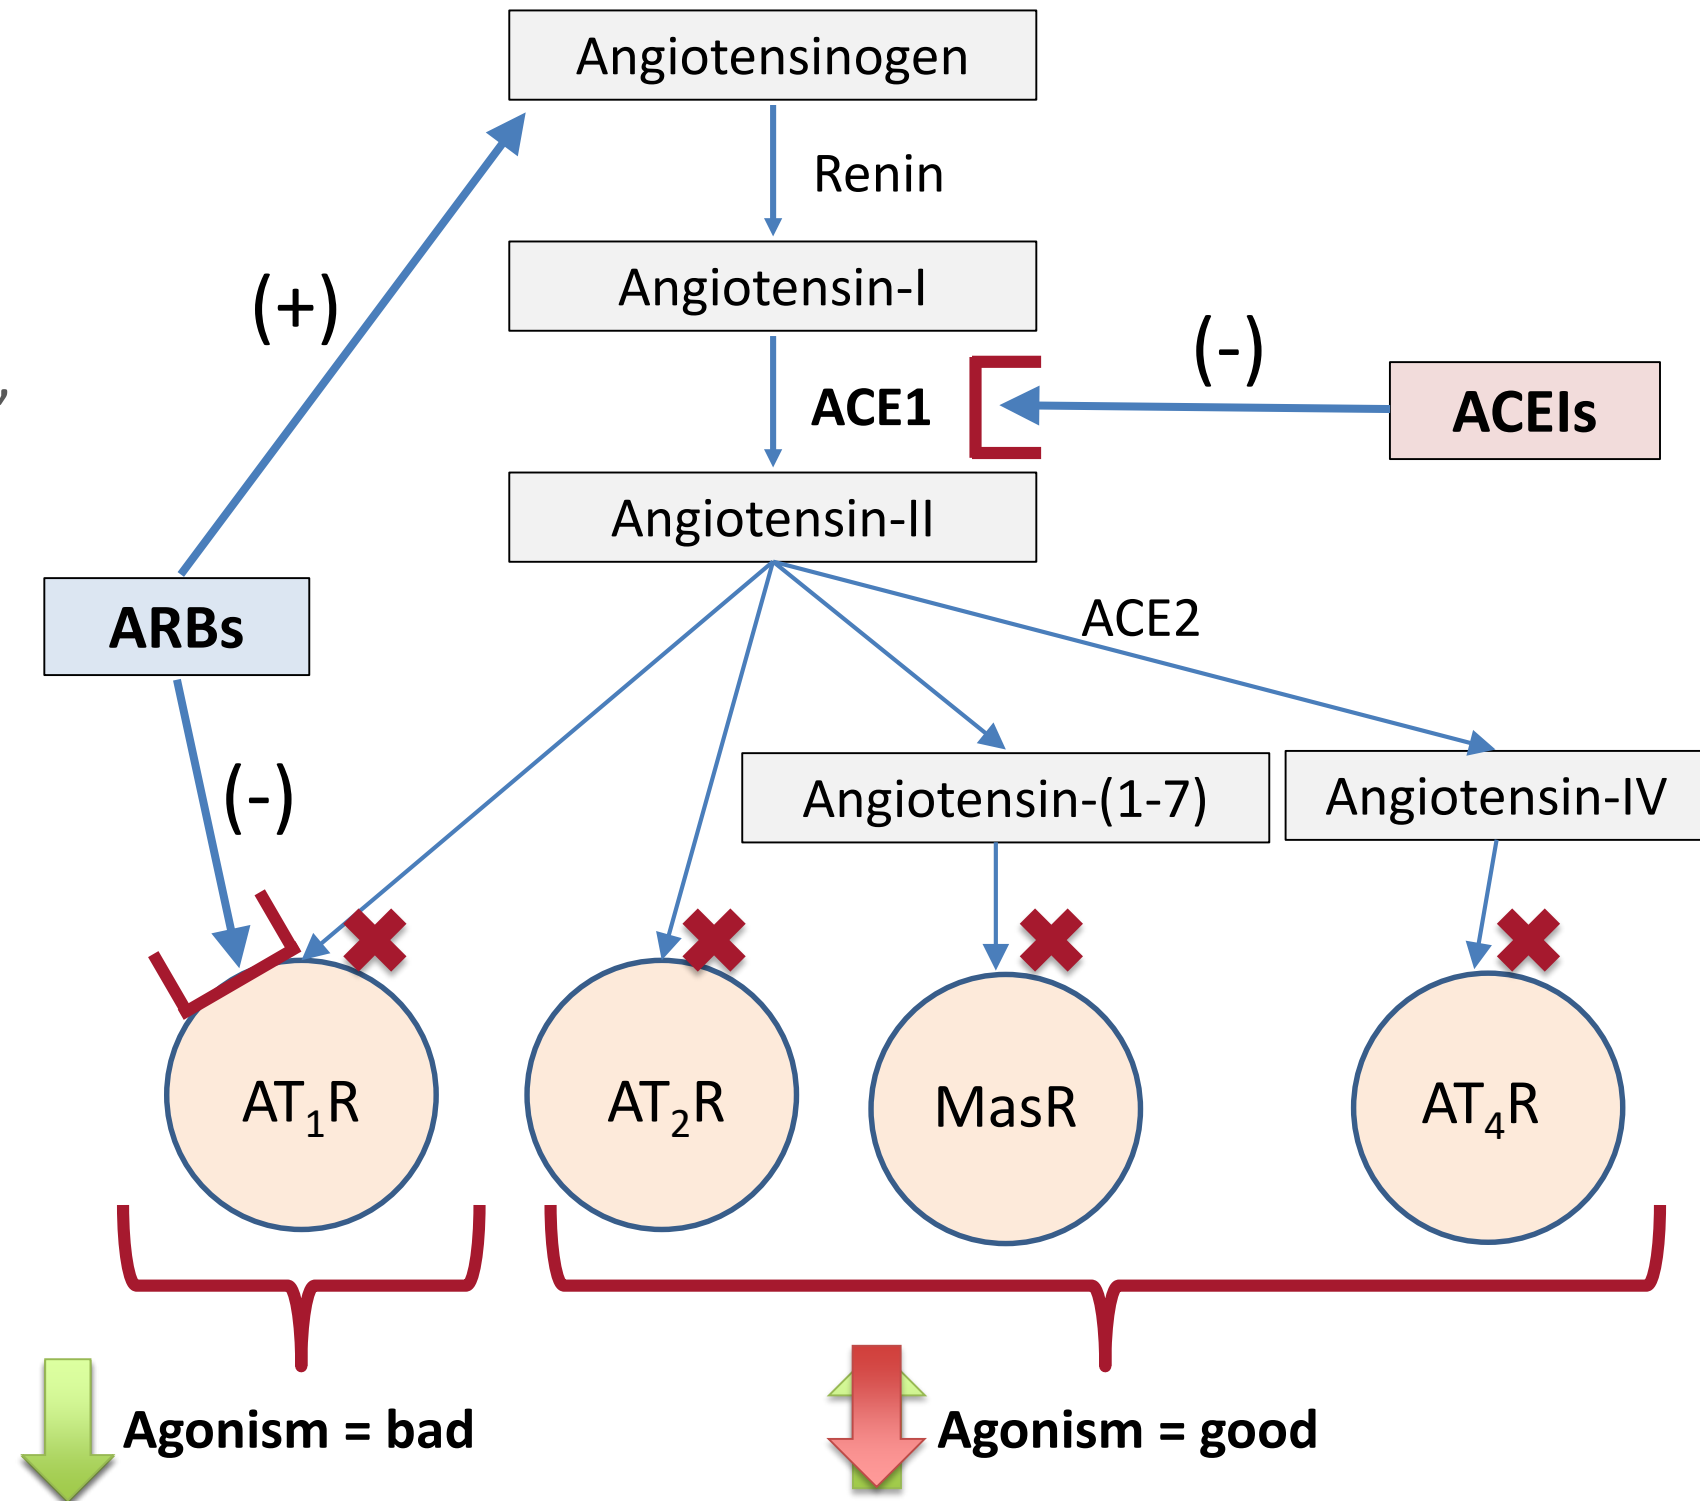 Angiotensinogen
Renin
(+)
Angiotensin-I
(-)
ACE1
ACEIs
Angiotensin-II
ARBs
ACE2
(-)
Angiotensin-(1-7)
Angiotensin-IV
AT₁R
AT₂R
MasR
AT₄R
Agonism = bad
Agonism = good